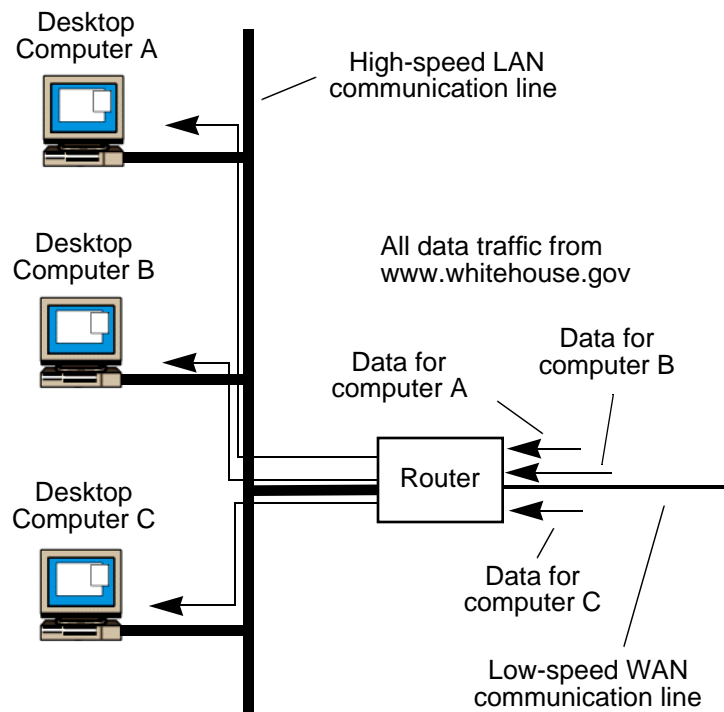 Desktop
Computer A
High-speed LAN
communication line
Desktop
Computer B
All data traffic from
www.whitehouse.gov
Data for
computer A
Data for
computer B
Router
Desktop
Computer C
Data for
computer C
Low-speed WAN
communication line